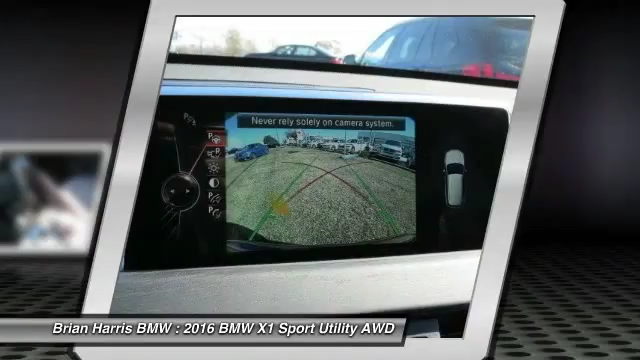 Never rely solely on camera system.
Brian Harris BMW : 2016 BMW X1 Sport Utility AWD